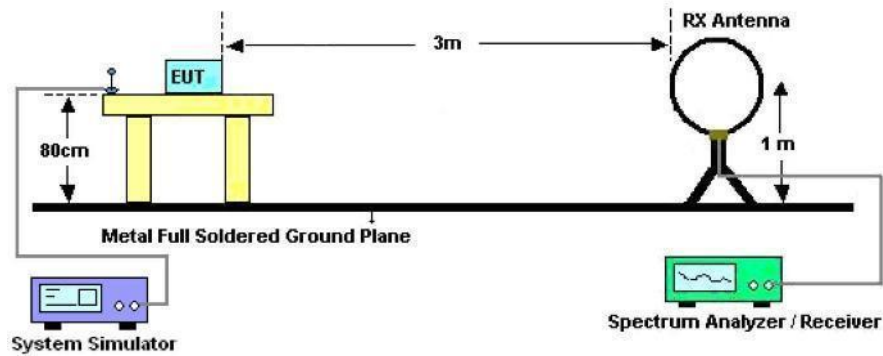 RX Antenna
3m
EUT
80cm
1 m
Metal Full Soldered Ground Plane
System Simulator
Spectrum Analyzer / Receiver